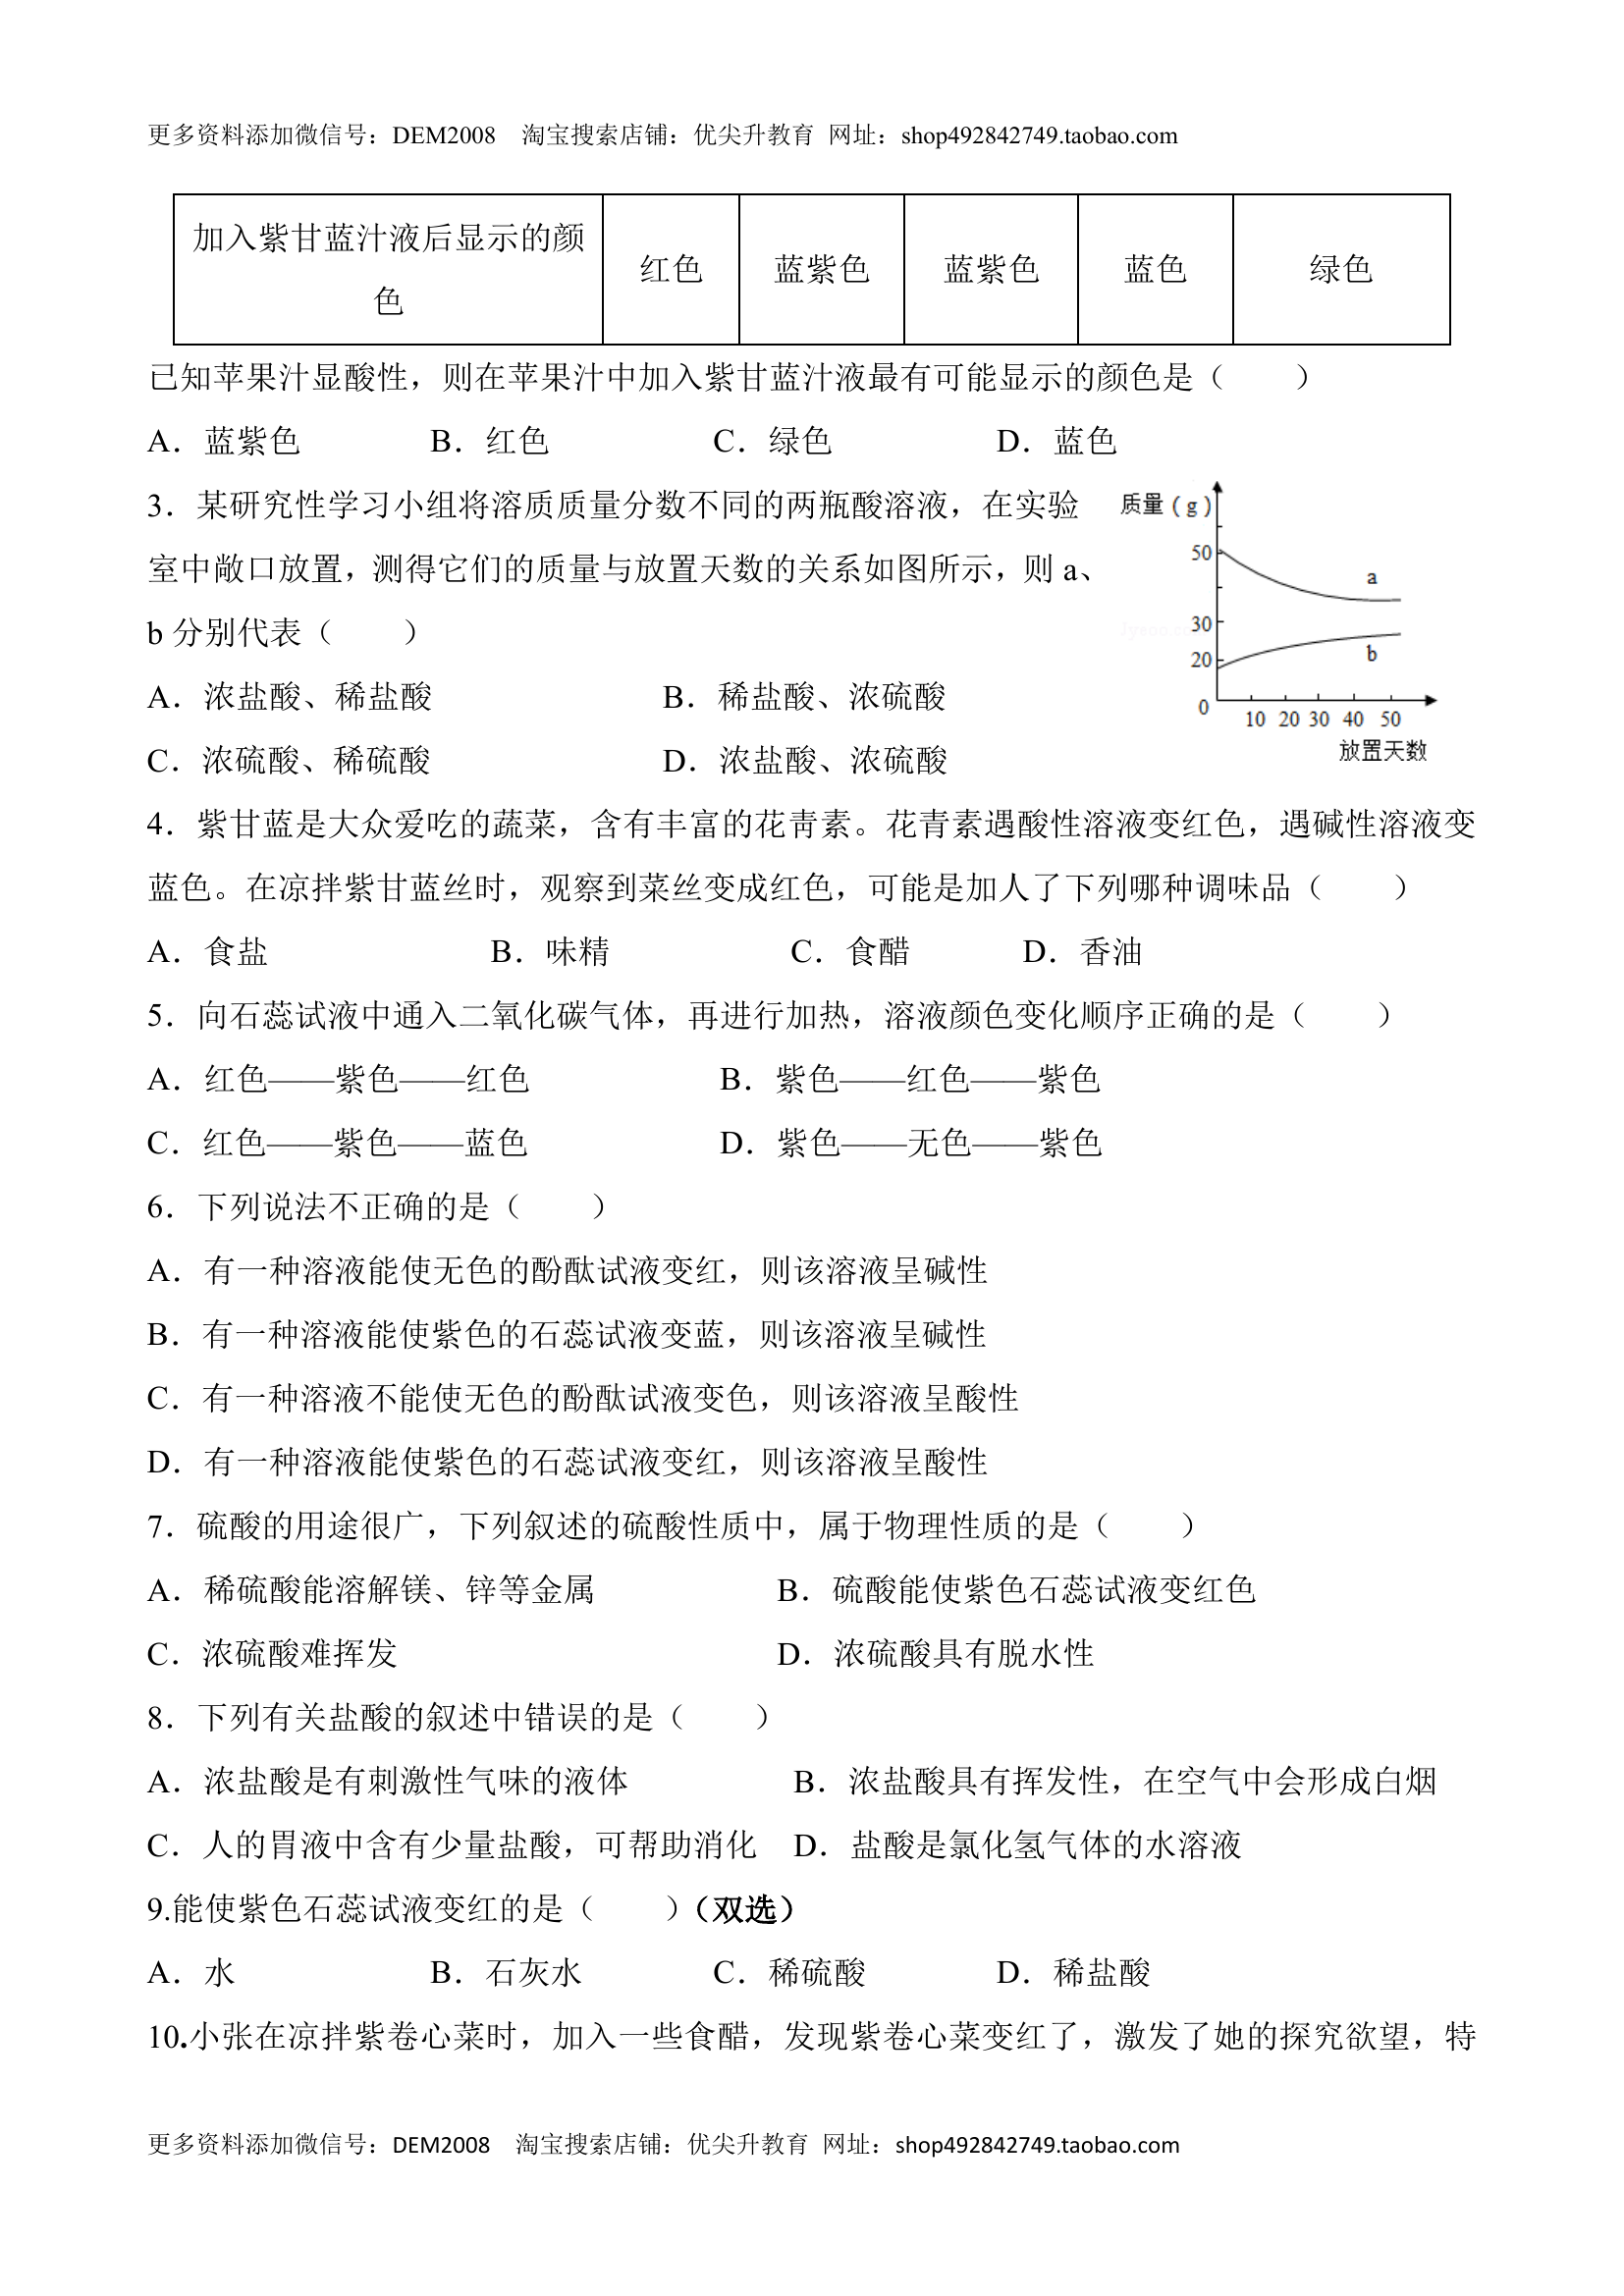 更多资料添加微信号：DEM2008 淘宝搜索店铺：优尖升教育 网址：shop492842749.taobao.com
加入紫甘蓝汁液后显示的颜
色
红色 蓝紫色 蓝紫色 蓝色 绿色
已知苹果汁显酸性，则在苹果汁中加入紫甘蓝汁液最有可能显示的颜色是（ ）
A．蓝紫色 B．红色 C．绿色 D．蓝色
3．某研究性学习小组将溶质质量分数不同的两瓶酸溶液，在实验
室中敞口放置，测得它们的质量与放置天数的关系如图所示，则 a、
b 分别代表（ ）
A．浓盐酸、稀盐酸 B．稀盐酸、浓硫酸
C．浓硫酸、稀硫酸 D．浓盐酸、浓硫酸
质量（g）
50
a
30
20
b
0
10 20 30 40 50
放置天数
4．紫甘蓝是大众爱吃的蔬菜，含有丰富的花靑素。花青素遇酸性溶液变红色，遇碱性溶液变
蓝色。在凉拌紫甘蓝丝时，观察到菜丝变成红色，可能是加人了下列哪种调味品（ ）
A．食盐 B．味精 C．食醋 D．香油
5．向石蕊试液中通入二氧化碳气体，再进行加热，溶液颜色变化顺序正确的是（ ）
A．红色——紫色——红色 B．紫色——红色——紫色
C．红色——紫色——蓝色 D．紫色——无色——紫色
6．下列说法不正确的是（ ）
A．有一种溶液能使无色的酚酞试液变红，则该溶液呈碱性
B．有一种溶液能使紫色的石蕊试液变蓝，则该溶液呈碱性
C．有一种溶液不能使无色的酚酞试液变色，则该溶液呈酸性
D．有一种溶液能使紫色的石蕊试液变红，则该溶液呈酸性
7．硫酸的用途很广，下列叙述的硫酸性质中，属于物理性质的是（ ）
A．稀硫酸能溶解镁、锌等金属 B．硫酸能使紫色石蕊试液变红色
C．浓硫酸难挥发 D．浓硫酸具有脱水性
8．下列有关盐酸的叙述中错误的是（ ）
A．浓盐酸是有刺激性气味的液体 B．浓盐酸具有挥发性，在空气中会形成白烟
C．人的胃液中含有少量盐酸，可帮助消化 D．盐酸是氯化氢气体的水溶液
9.能使紫色石蕊试液变红的是（ ）（双选）
A．水 B．石灰水 C．稀硫酸 D．稀盐酸
10.小张在凉拌紫卷心菜时，加入一些食醋，发现紫卷心菜变红了，激发了她的探究欲望，特
更多资料添加微信号：DEM2008 淘宝搜索店铺：优尖升教育 网址：shop492842749.taobao.com